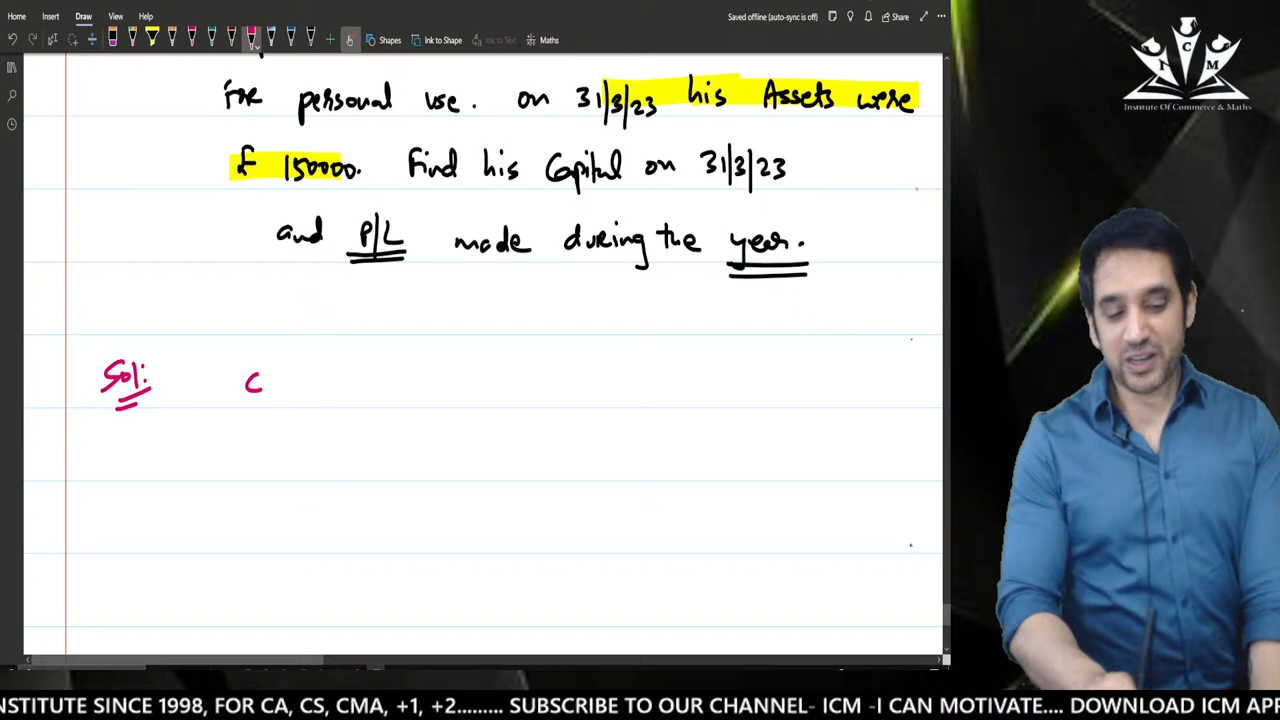 Home Insert Draw View Help Saved offline (auto-sync is off) Share
Shapes Ink to Shape Ink to Text Maths
I C M
Institute Of Commerce & Maths
for personal use. on 31/3/23 his Assets were
₹ 150000. Find his Capital on 31/3/23
and P/L made during the year.
Sol:
C
INSTITUTE SINCE 1998, FOR CA, CS, CMA, +1, +2......... SUBSCRIBE TO OUR CHANNEL- ICM -I CAN MOTIVATE.... DOWNLOAD ICM APP